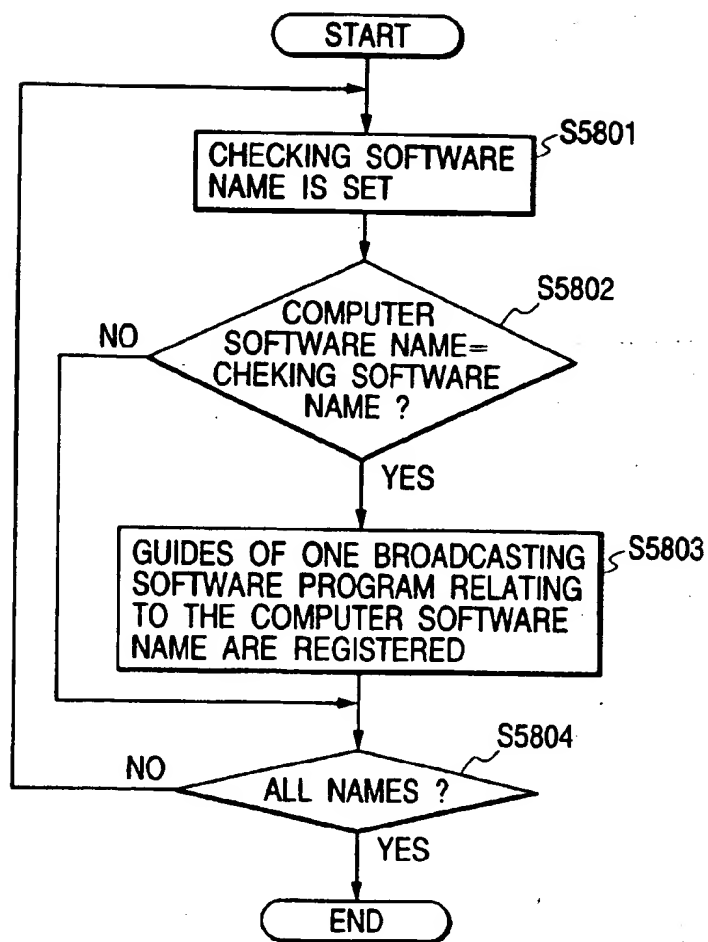 START
S5801
CHECKING SOFTWARE
NAME IS SET
S5802
COMPUTER
NO
SOFTWARE NAME=
CHEKING SOFTWARE
NAME ?
YES
S5803
GUIDES OF ONE BROADCASTING
SOFTWARE PROGRAM RELATING
TO THE COMPUTER SOFTWARE
NAME ARE REGISTERED
S5804
NO
ALL NAMES ?
YES
END